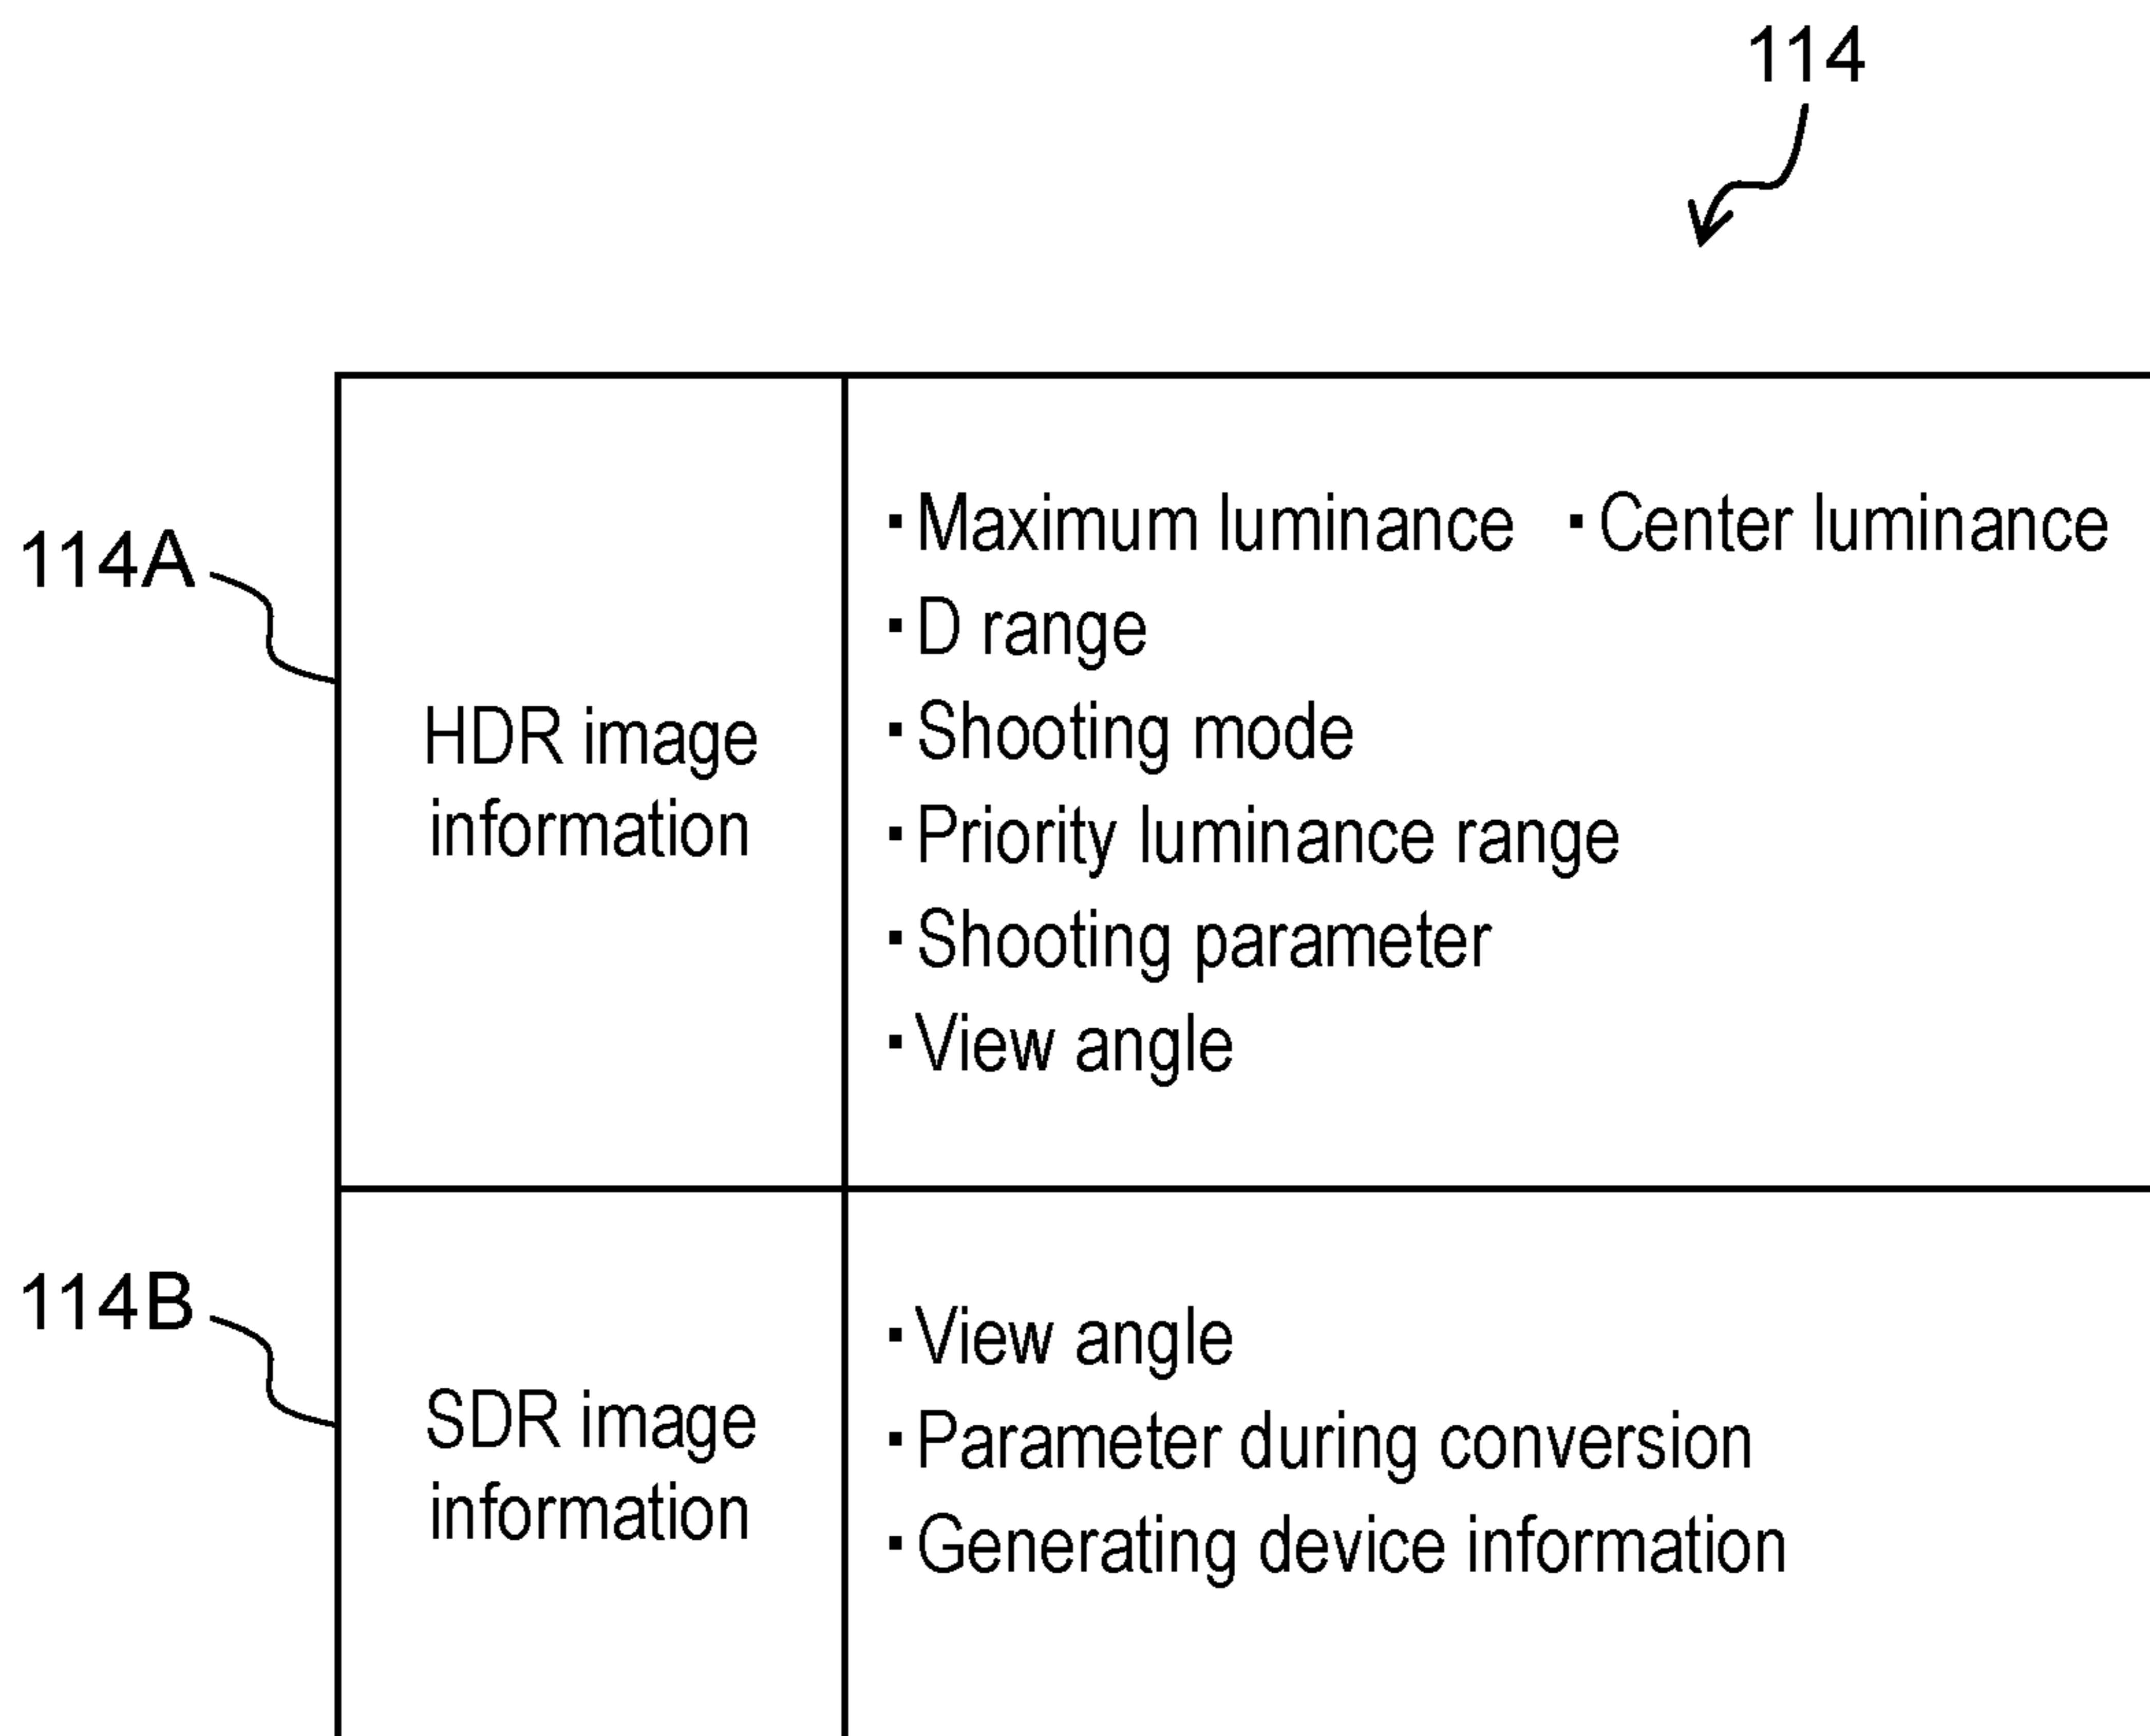 114
114A
HDR image
information
・Maximum luminance ・Center luminance
・D range
・Shooting mode
・Priority luminance range
・Shooting parameter
・View angle
114B
SDR image
information
・View angle
・Parameter during conversion
・Generating device information